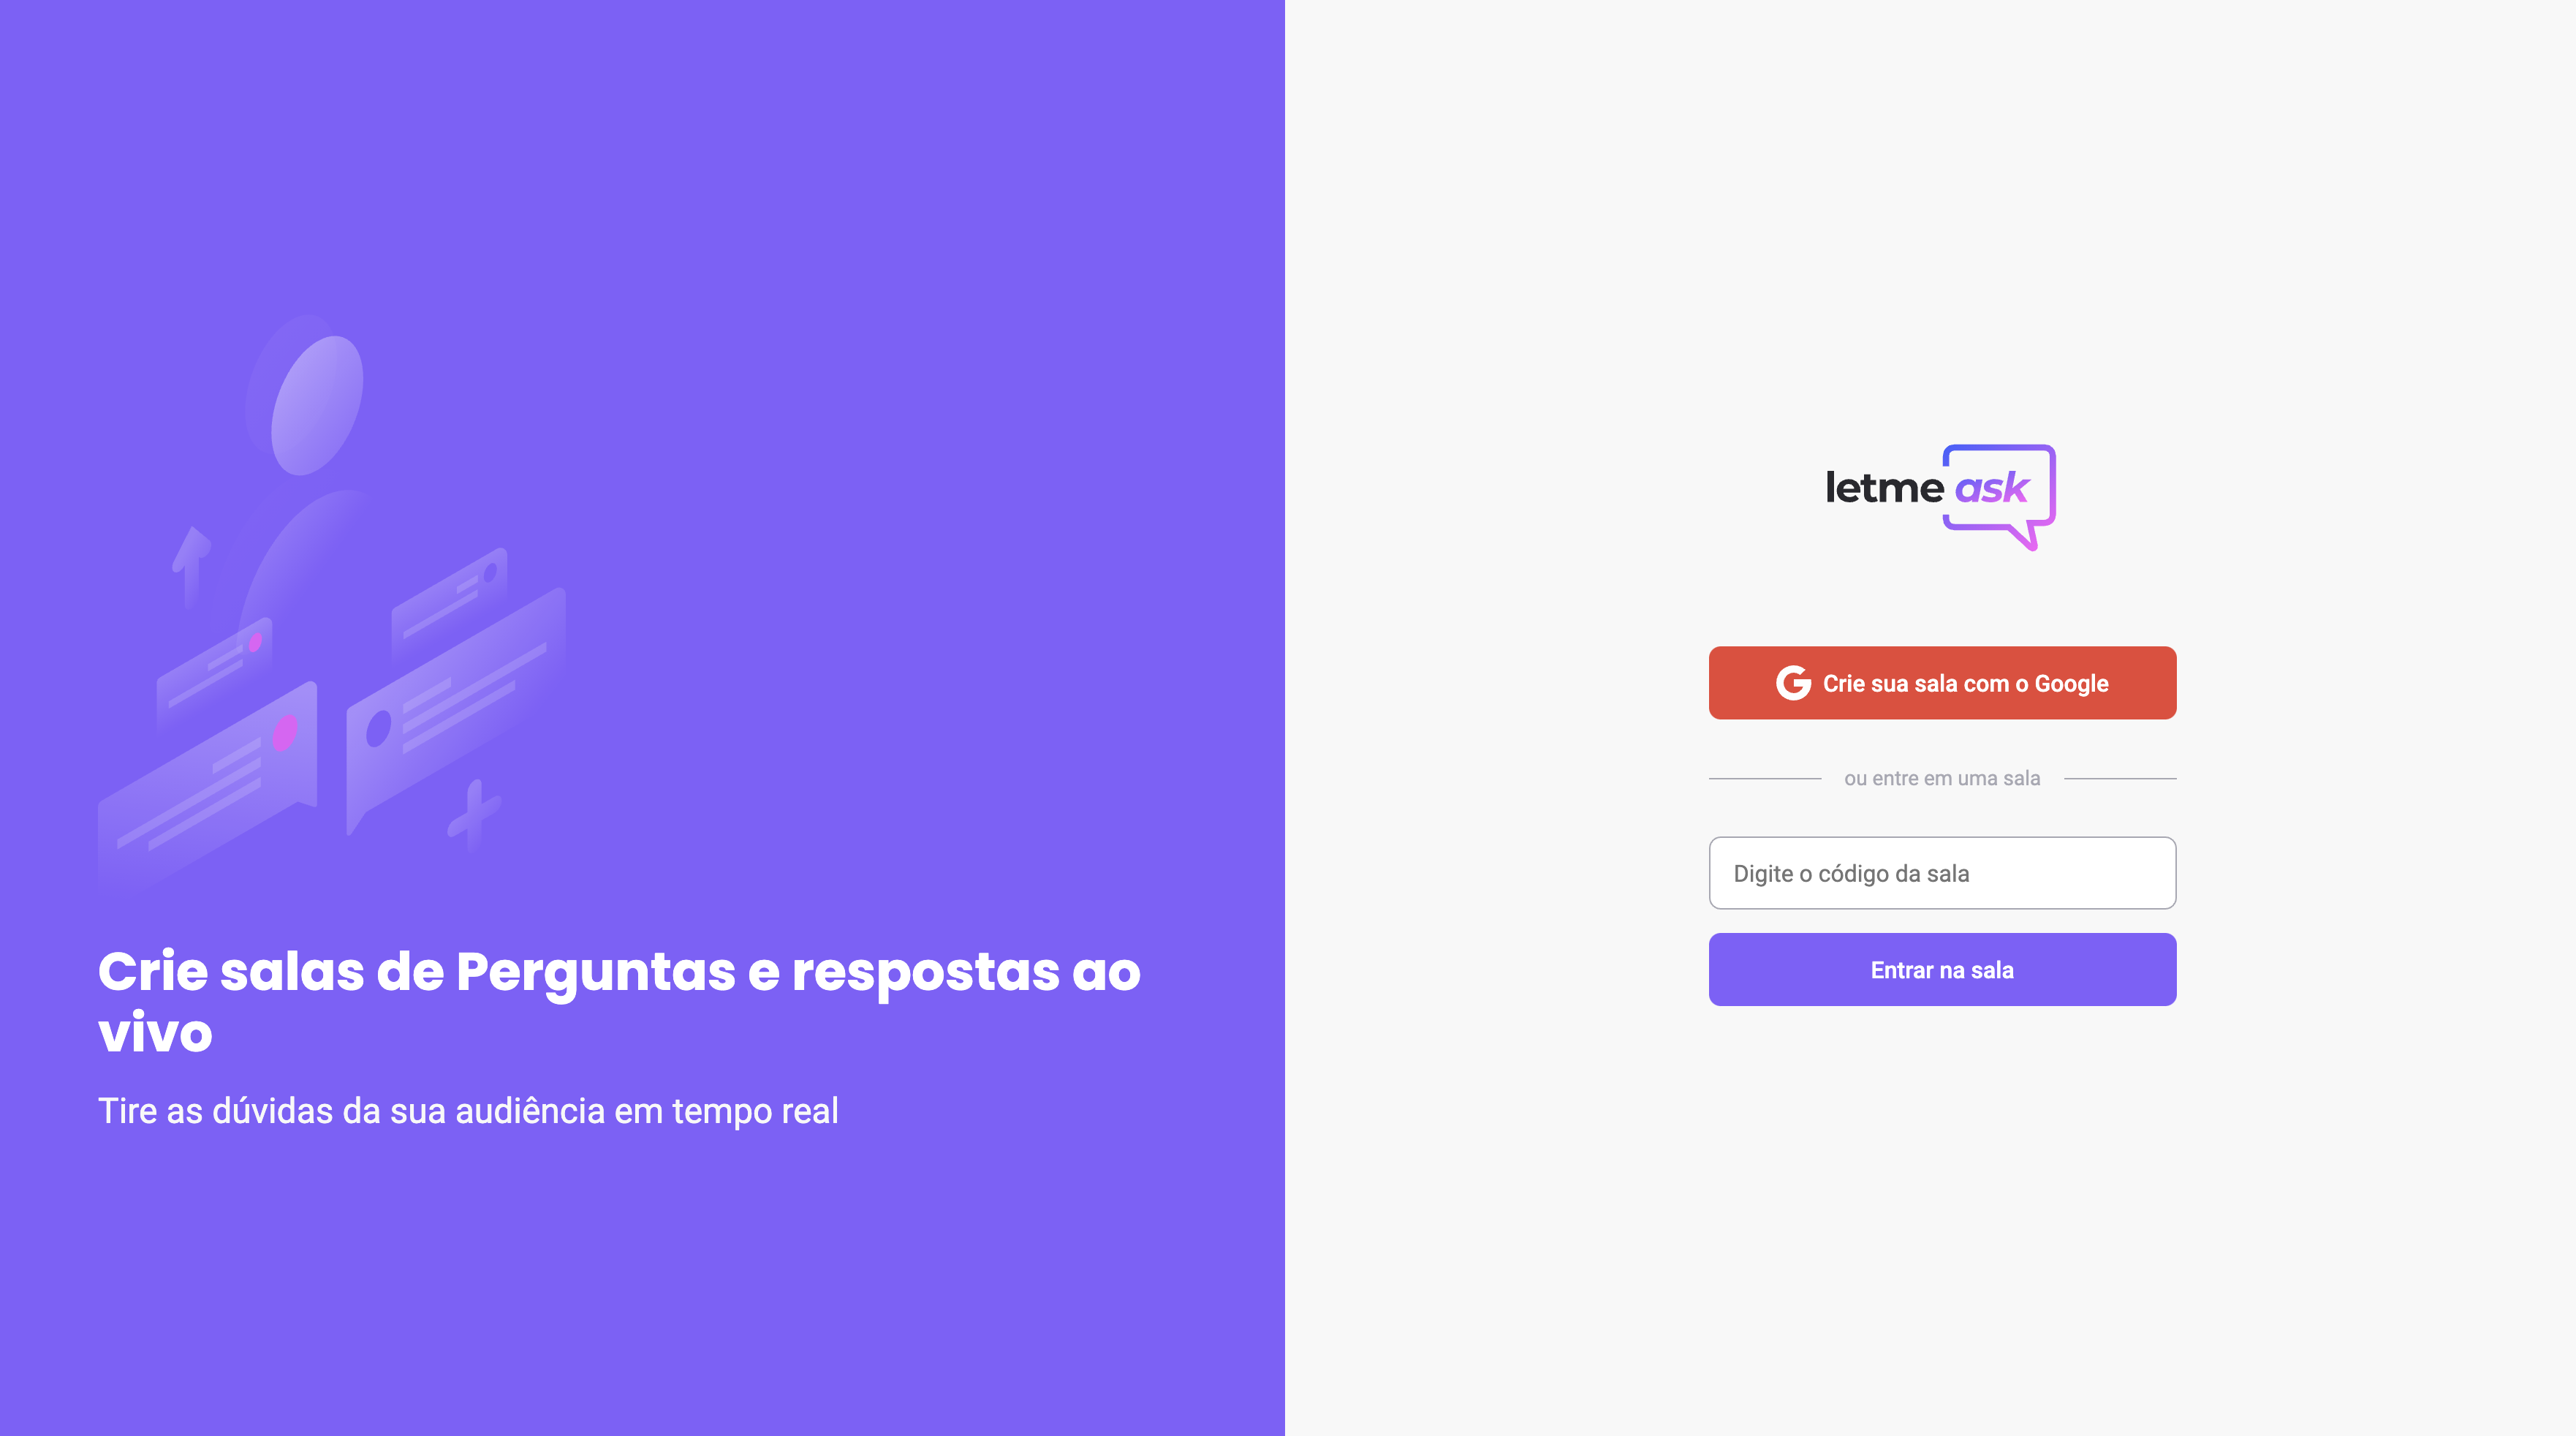 Crie salas de Perguntas e respostas ao
vivo
Tire as dúvidas da sua audiência em tempo real
letme ask
Crie sua sala com o Google
ou entre em uma sala
Digite o código da sala
Entrar na sala